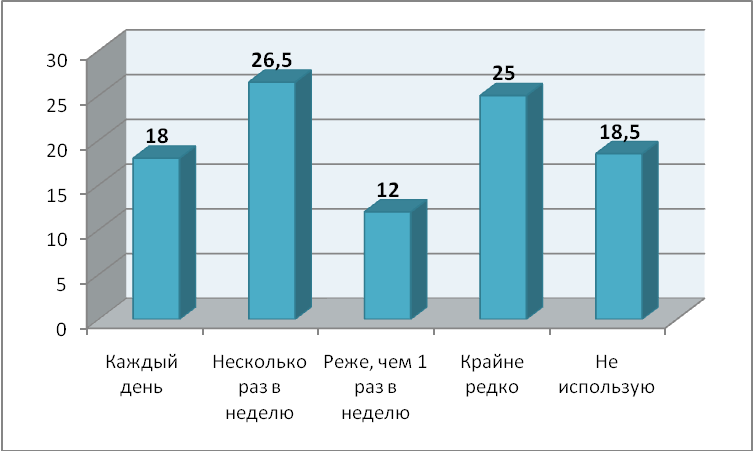 30
25
20
15
10
5
0
18
26,5
12
25
18,5
Каждый
день
Несколько
раз в
неделю
Реже, чем 1
раз в
неделю
Крайне
редко
Не
использую